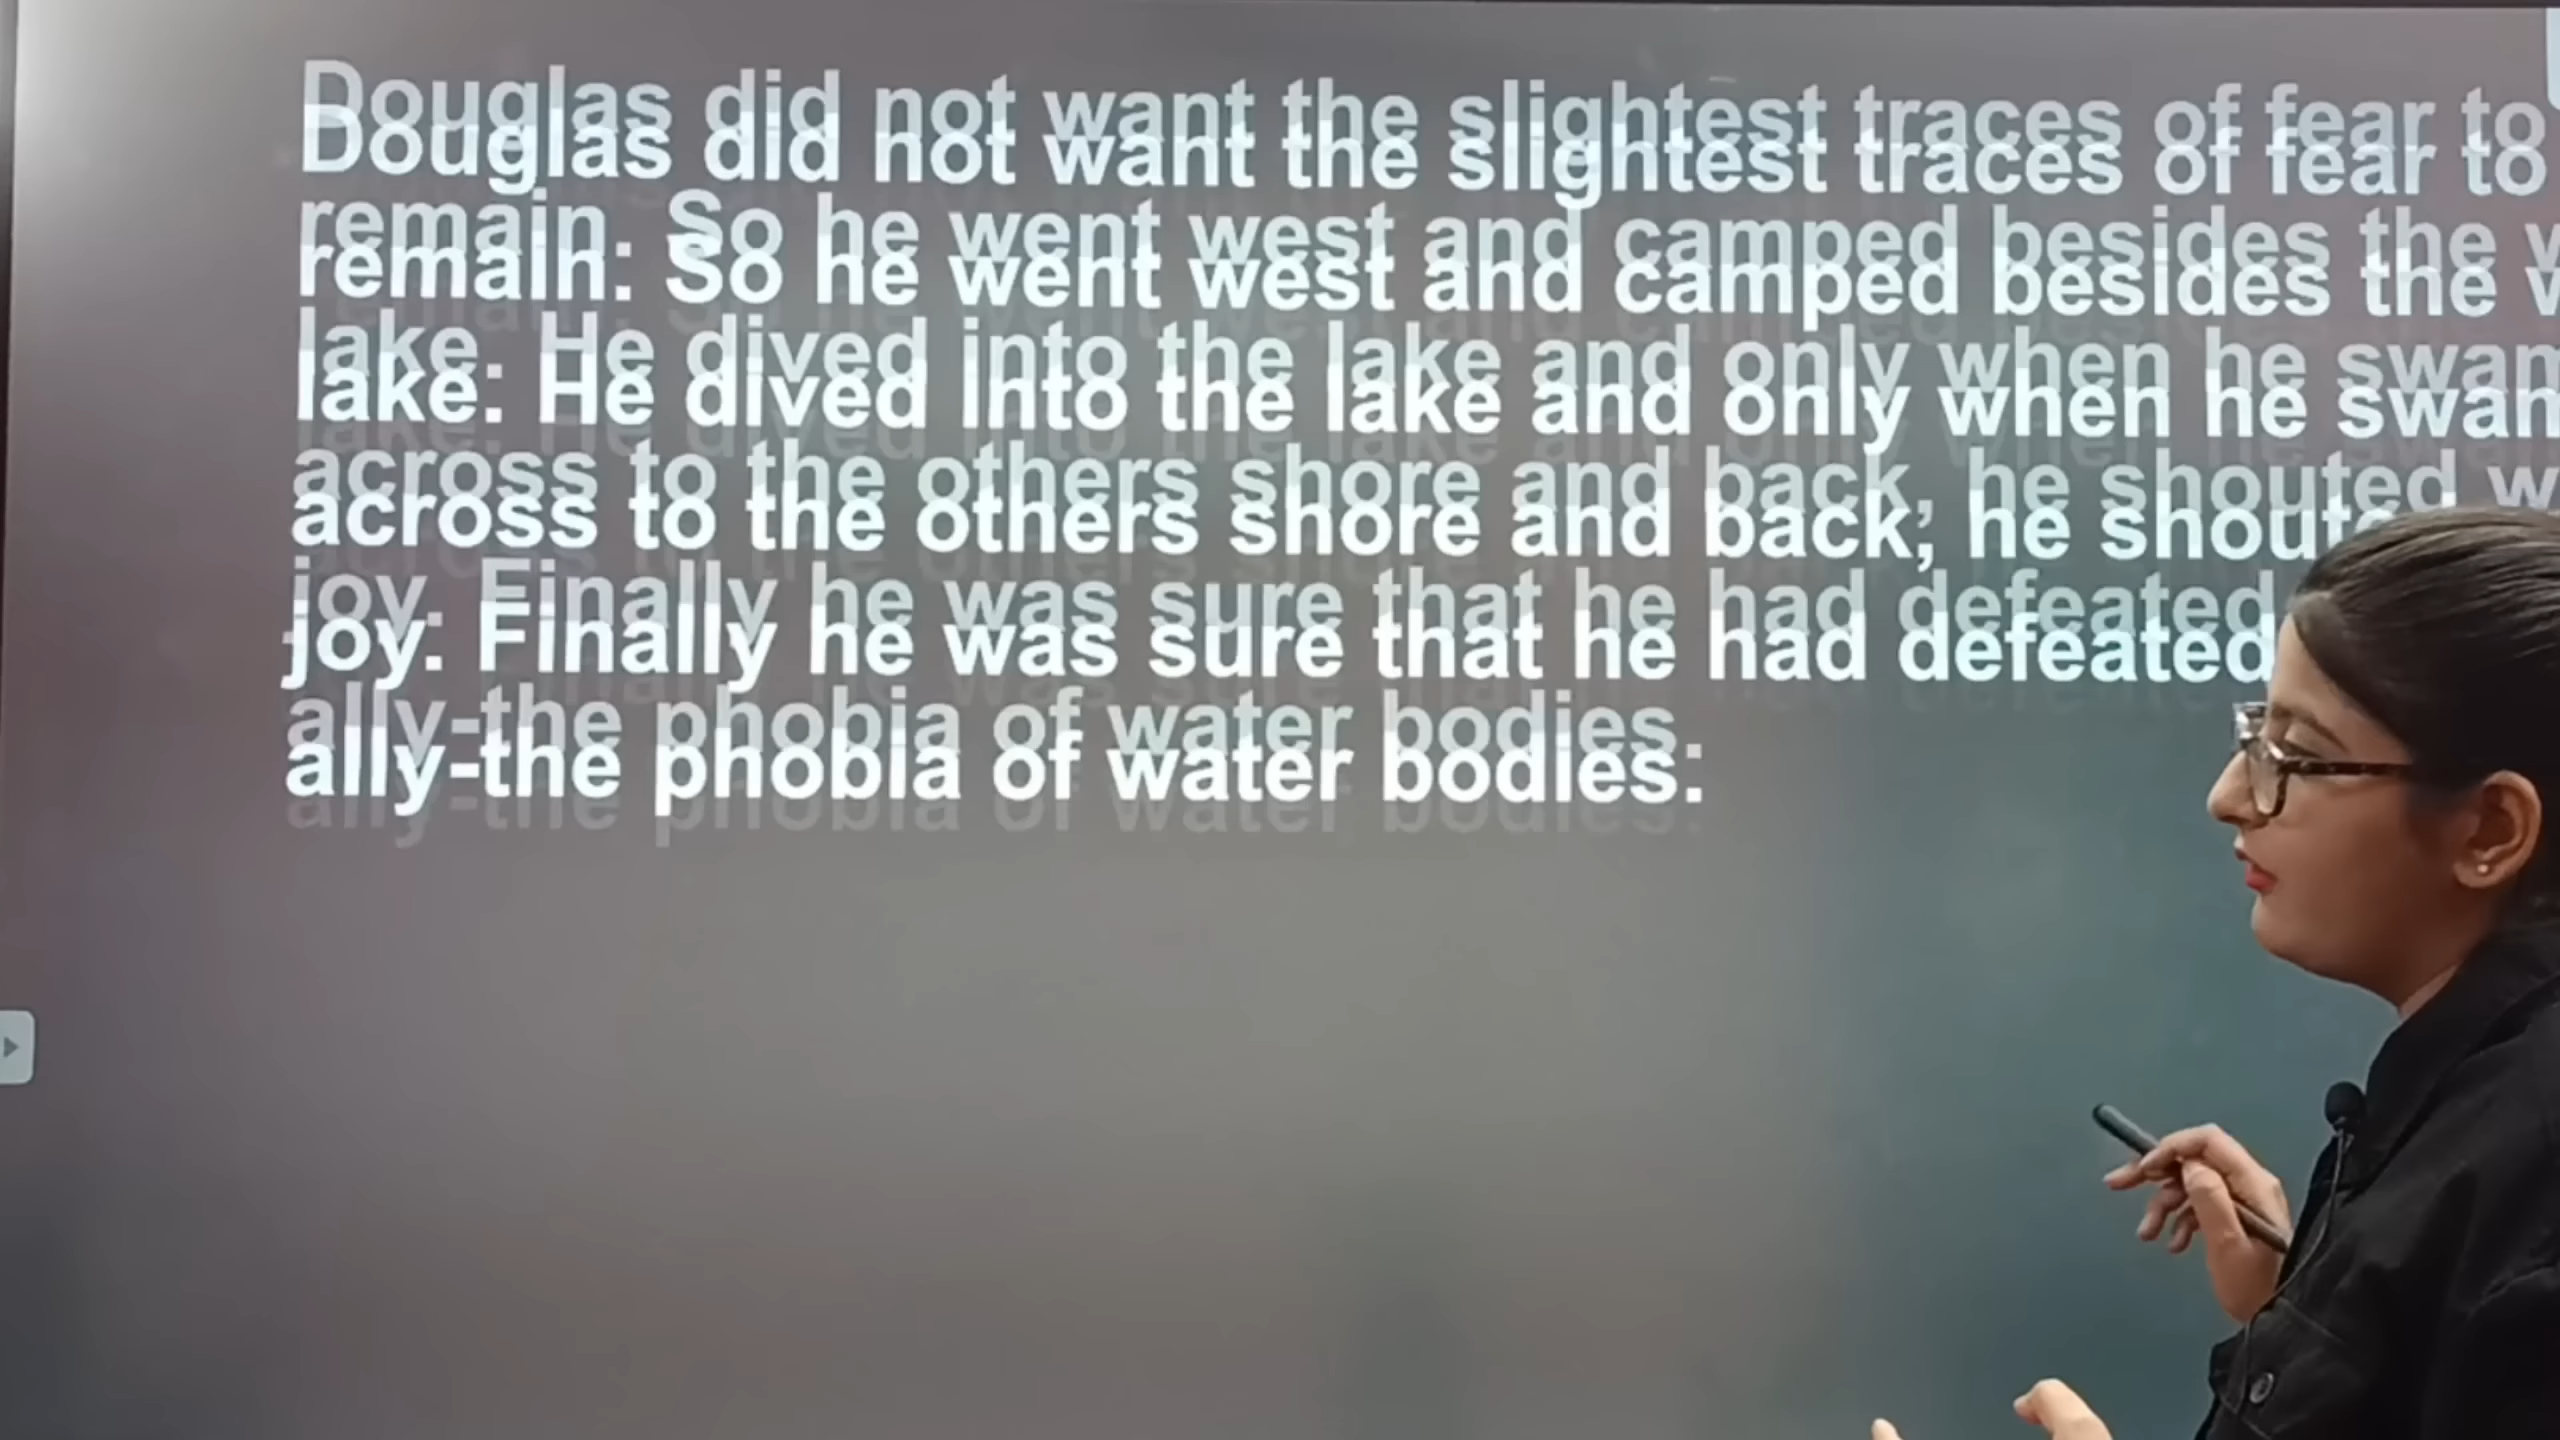 Douglas did not want the slightest traces of fear to
remain. So he went west and camped besides the
lake. He dived into the lake and only when he swam
across to the others shore and back, he shouted
joy. Finally he was sure that he had defeated
ally-the phobia of water bodies.